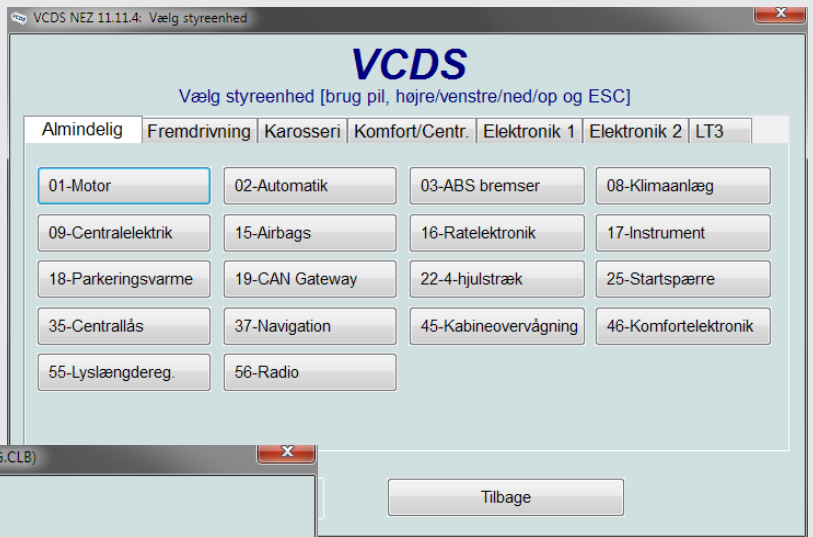 VCDS NEZ 11.11.4: Vælg styreenhed
VCDS
Vælg styreenhed [brug pil, højre/venstre/ned/op og ESC]
Almindelig Fremdrivning Karosseri Komfort/Centr. Elektronik 1 Elektronik 2 LT3
01-Motor 02-Automatik 03-ABS bremser 08-Klimaanlæg
09-Centralelektrik 15-Airbags 16-Ratelektronik 17-Instrument
18-Parkeringsvarme 19-CAN Gateway 22-4-hjulstræk 25-Startspærre
35-Centrallås 37-Navigation 45-Kabineovervågning 46-Komfortelektronik
55-Lyslængdereg. 56-Radio
.CLB)
Tilbage